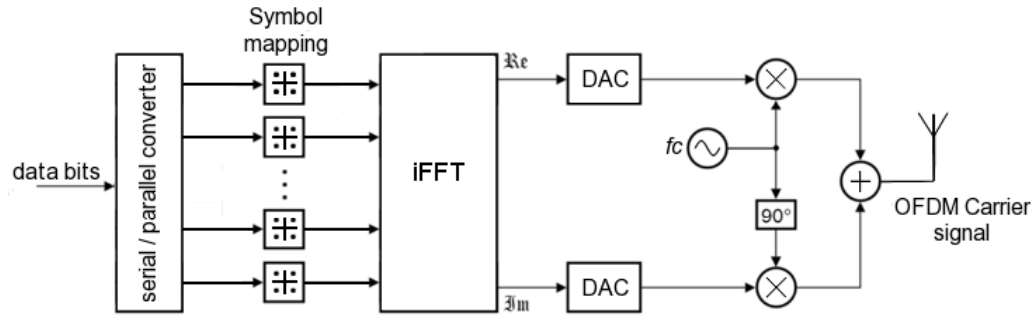 Symbol
mapping
serial / parallel converter
data bits
iFFT
ℜe
ℑm
DAC
DAC
fc
90°
OFDM Carrier
signal